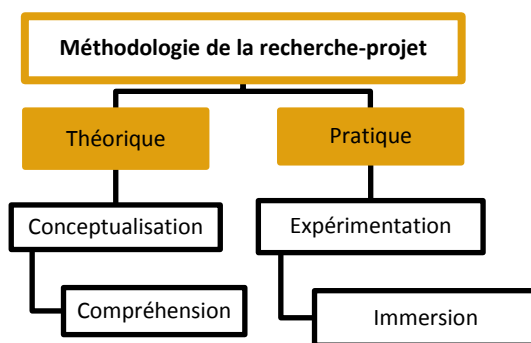 Méthodologie de la recherche-projet
Théorique
Pratique
Conceptualisation
Expérimentation
Compréhension
Immersion